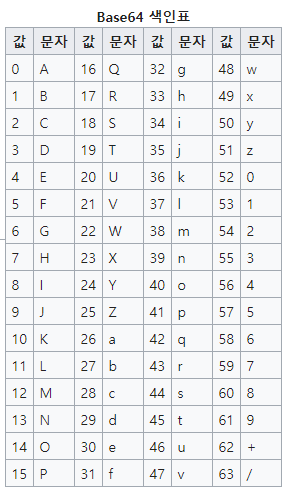 Base64 색인표
값 문자 값 문자 값 문자 값 문자
0 A 16 Q 32 g 48 w
1 B 17 R 33 h 49 x
2 C 18 S 34 i 50 y
3 D 19 T 35 j 51 z
4 E 20 U 36 k 52 0
5 F 21 V 37 l 53 1
6 G 22 W 38 m 54 2
7 H 23 X 39 n 55 3
8 I 24 Y 40 o 56 4
9 J 25 Z 41 p 57 5
10 K 26 a 42 q 58 6
11 L 27 b 43 r 59 7
12 M 28 c 44 s 60 8
13 N 29 d 45 t 61 9
14 O 30 e 46 u 62 +
15 P 31 f 47 v 63 /